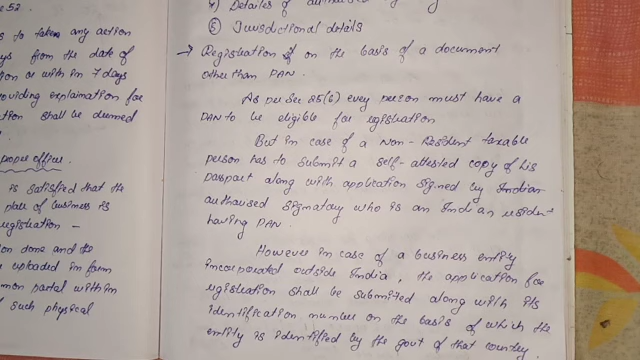 e 52.
s to taken any action
ys from the date of
tion or with in 7 days
roviding explaination for
ation shall be deemed
proper officer
is satisfied that the
place of business is
registration –
on done and the
uploaded in form
mmon portal within
such physical
4) Details of
⑤ Jurisdictional details
→ Registration on the basis of a document
other than PAN.
As per Sec 25(6) every person must have a
PAN to be eligible for registration
But in case of a Non-Resident taxable
person has to submit a self-attested copy of his
passport along with application signed by Indian
authorised signatory who is an Indian resident
having PAN.
However in case of a business entity
incorporated outside India, the application for
registration shall be submitted along with its
identification number on the basis of which the
entity is identified by the govt of that country